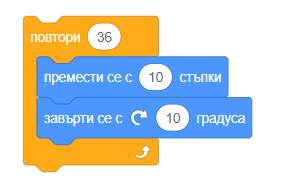 повтори 36
премести се с 10 стъпки
завърти се с 10 градуса